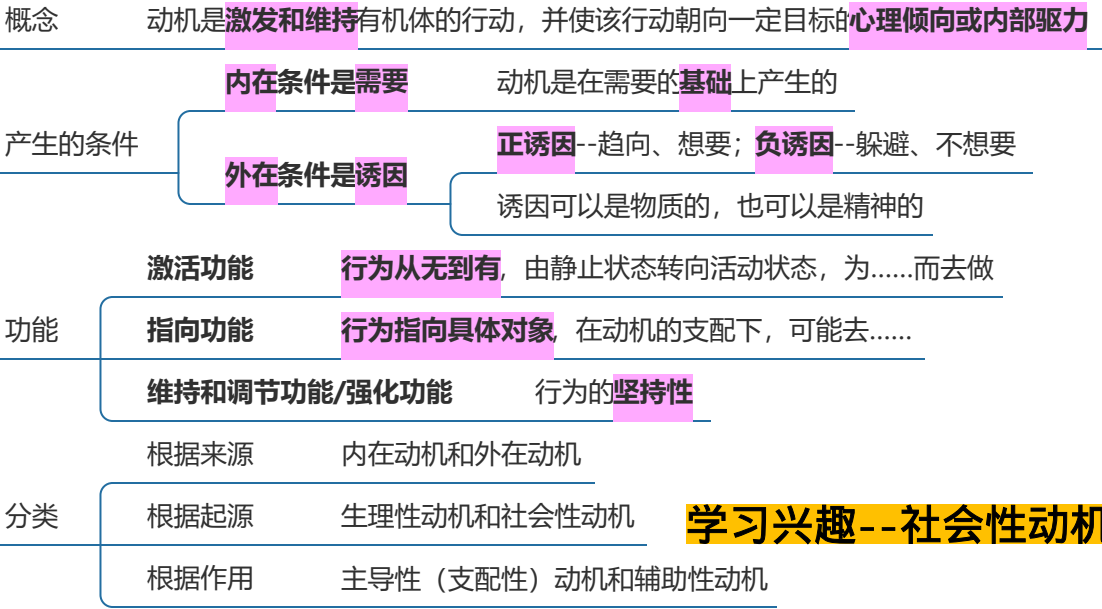 概念 动机是激发和维持有机体的行动，并使该行动朝向一定目标的心理倾向或内部驱力
内在条件是需要 动机是在需要的基础上产生的
产生的条件 正诱因--趋向、想要；负诱因--躲避、不想要
外在条件是诱因
诱因可以是物质的，也可以是精神的
激活功能 行为从无到有，由静止状态转向活动状态，为......而去做
功能 指向功能 行为指向具体对象，在动机的支配下，可能去......
维持和调节功能/强化功能 行为的坚持性
根据来源 内在动机和外在动机
分类 根据起源 生理性动机和社会性动机 学习兴趣--社会性动机
根据作用 主导性（支配性）动机和辅助性动机